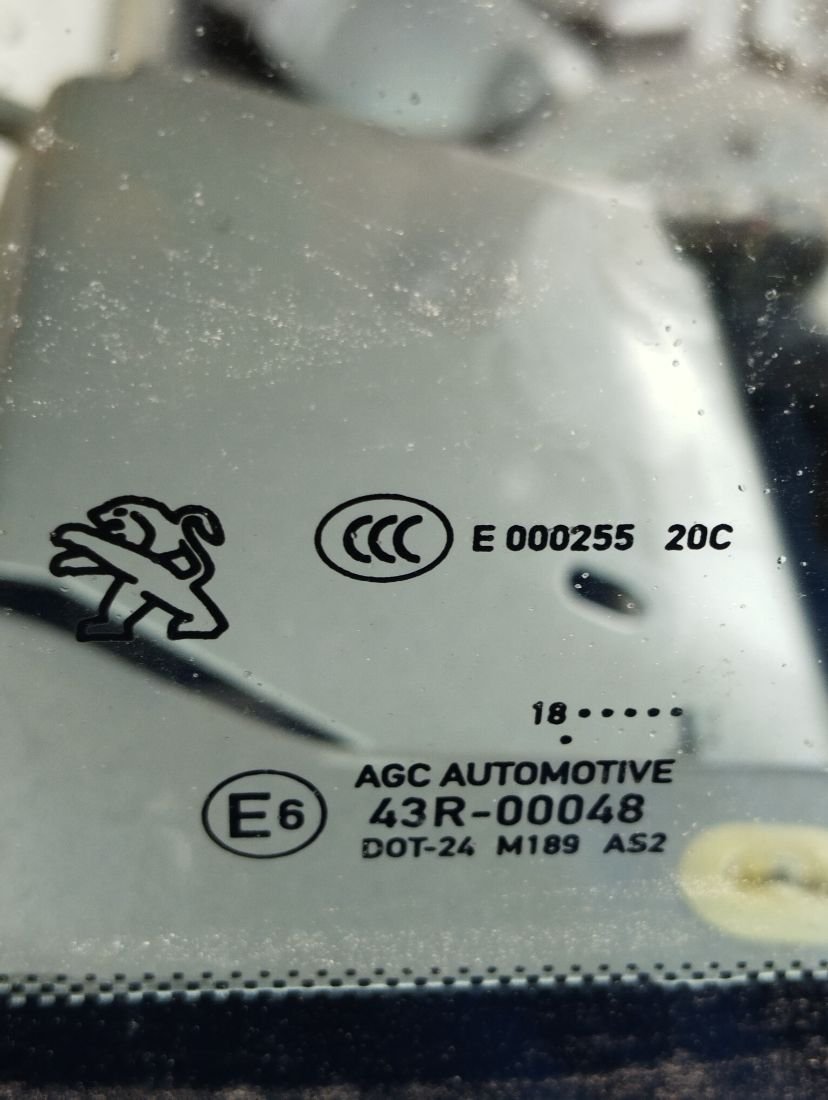 CCC E 000255 20C
18•••••
•
AGC AUTOMOTIVE
E6 43R-00048
DOT-24 M189 AS2